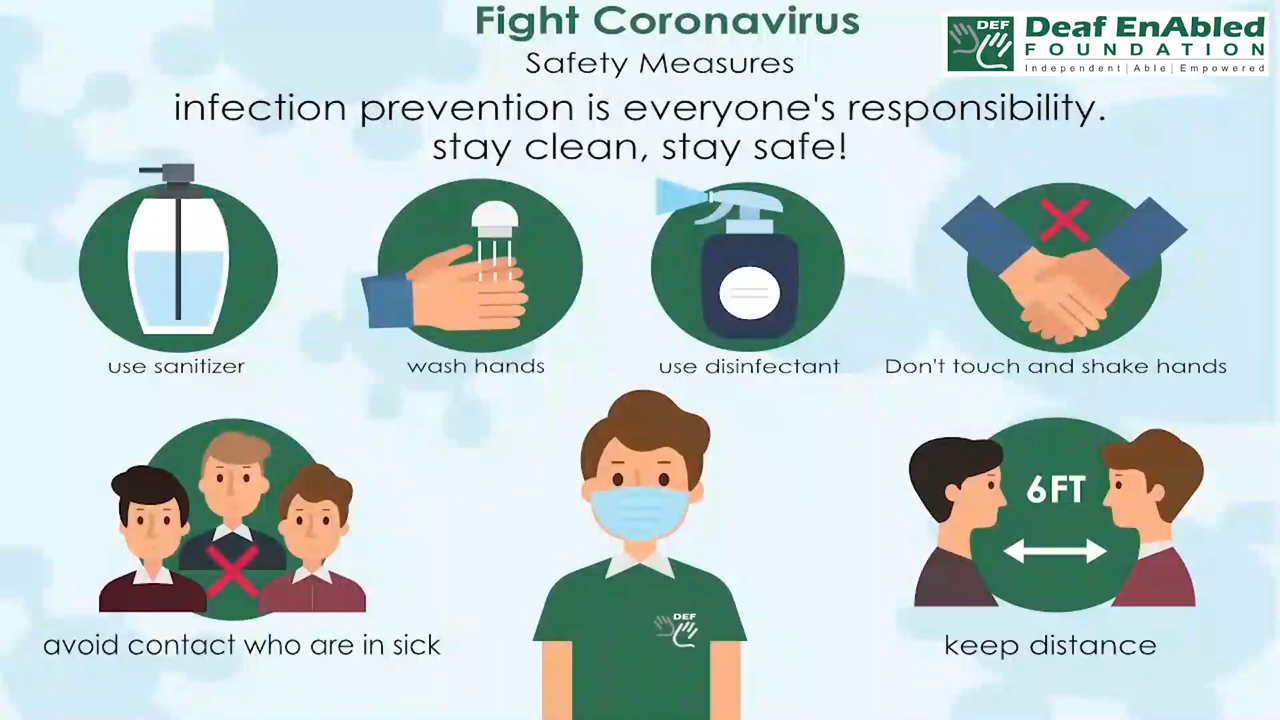 Fight Coronavirus
Safety Measures
DEF
Deaf EnAbled
FOUNDATION
Independent | Able | Empowered
infection prevention is everyone's responsibility.
stay clean, stay safe!
use sanitizer
wash hands
use disinfectant
Don't touch and shake hands
6FT
DEF
avoid contact who are in sick
keep distance